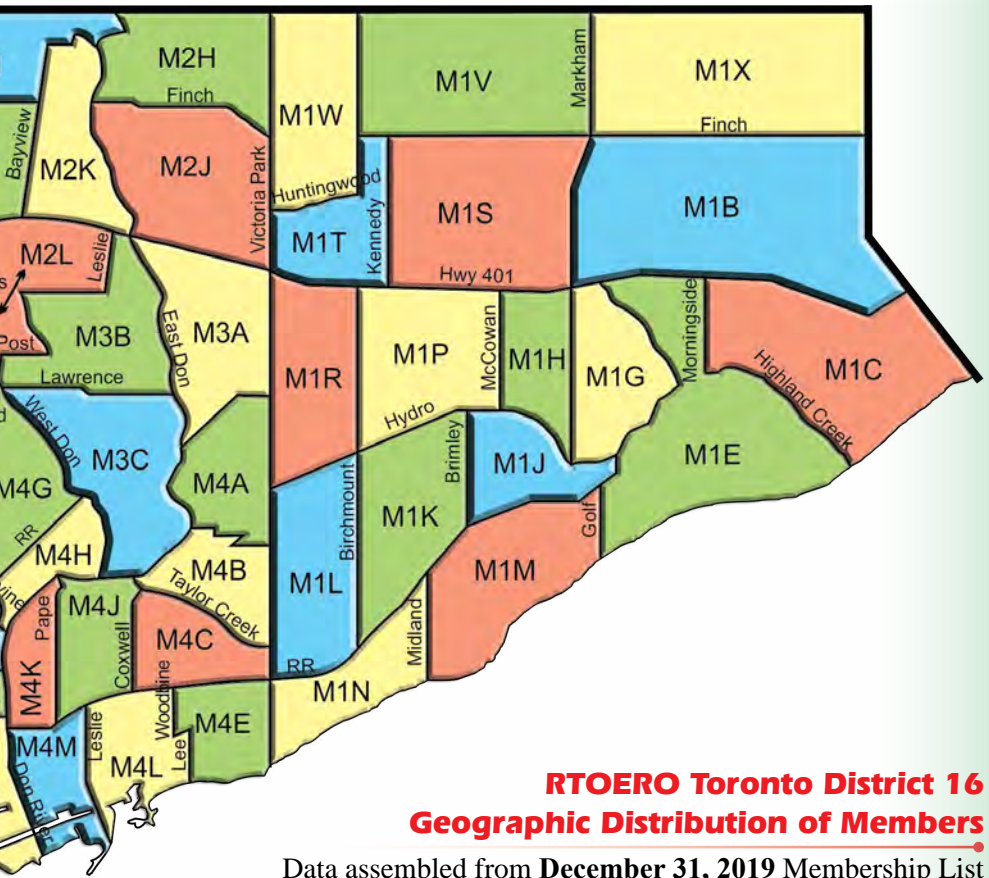 M2H
Finch
M1W
M1V
Markham
M1X
Finch
Bayview
M2K
M2J
Victoria Park
Huntingwood
M1T
Kennedy
M1S
M1B
Hwy 401
M2L
Leslie
Post
M3B
Lawrence
East Don
M3A
M1R
M1P
McCowan
M1H
M1G
Morningside
M1C
Highland Creek
Hydro
West Don
M3C
M4A
M4G
RR
M4H
M4B
Taylor Creek
Birchmount
M1L
M1K
Brimley
M1J
Golf
M1E
M1M
Midland
Pape
M4J
Coxwell
M4C
M4K
Woodbine
RR
M1N
M4M
Leslie
M4L
Lee
M4E
Don River
RTOERO Toronto District 16
Geographic Distribution of Members
Data assembled from December 31, 2019 Membership List